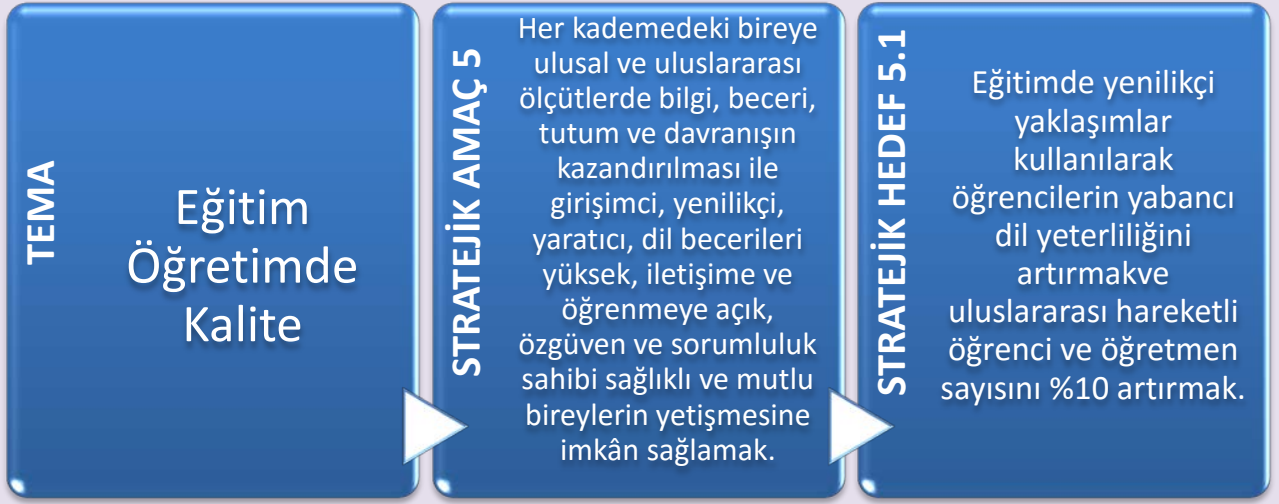 TEMA
Eğitim
Öğretimde
Kalite
STRATEJİK AMAÇ 5
Her kademedeki bireye
ulusal ve uluslararası
ölçütlerde bilgi, beceri,
tutum ve davranışın
kazandırılması ile
girişimci, yenilikçi,
yaratıcı, dil becerileri
yüksek, iletişime ve
öğrenmeye açık,
özgüven ve sorumluluk
sahibi sağlıklı ve mutlu
bireylerin yetişmesine
imkân sağlamak.
STRATEJİK HEDEF 5.1
Eğitimde yenilikçi
yaklaşımlar
kullanılarak
öğrencilerin yabancı
dil yeterliliğini
artırmakve
uluslararası hareketli
öğrenci ve öğretmen
sayısını %10 artırmak.